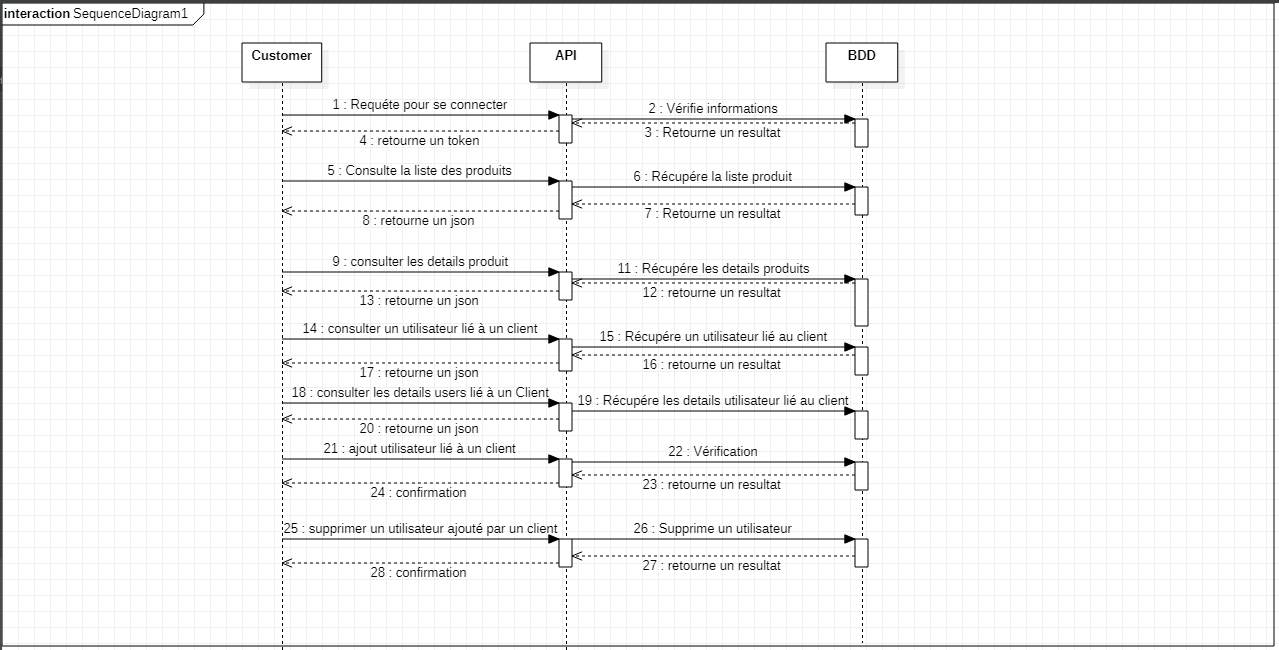 interaction SequenceDiagram1
Customer
API
BDD
1 : Requéte pour se connecter
2 : Vérifie informations
3 : Retourne un resultat
4 : retourne un token
5 : Consulte la liste des produits
6 : Récupére la liste produit
7 : Retourne un resultat
8 : retourne un json
9 : consulter les details produit
11 : Récupére les details produits
12 : retourne un resultat
13 : retourne un json
14 : consulter un utilisateur lié à un client
15 : Récupére un utilisateur lié au client
16 : retourne un resultat
17 : retourne un json
18 : consulter les details users lié à un Client
19 : Récupére les details utilisateur lié au client
20 : retourne un json
21 : ajout utilisateur lié à un client
22 : Vérification
23 : retourne un resultat
24 : confirmation
25 : supprimer un utilisateur ajouté par un client
26 : Supprime un utilisateur
27 : retourne un resultat
28 : confirmation